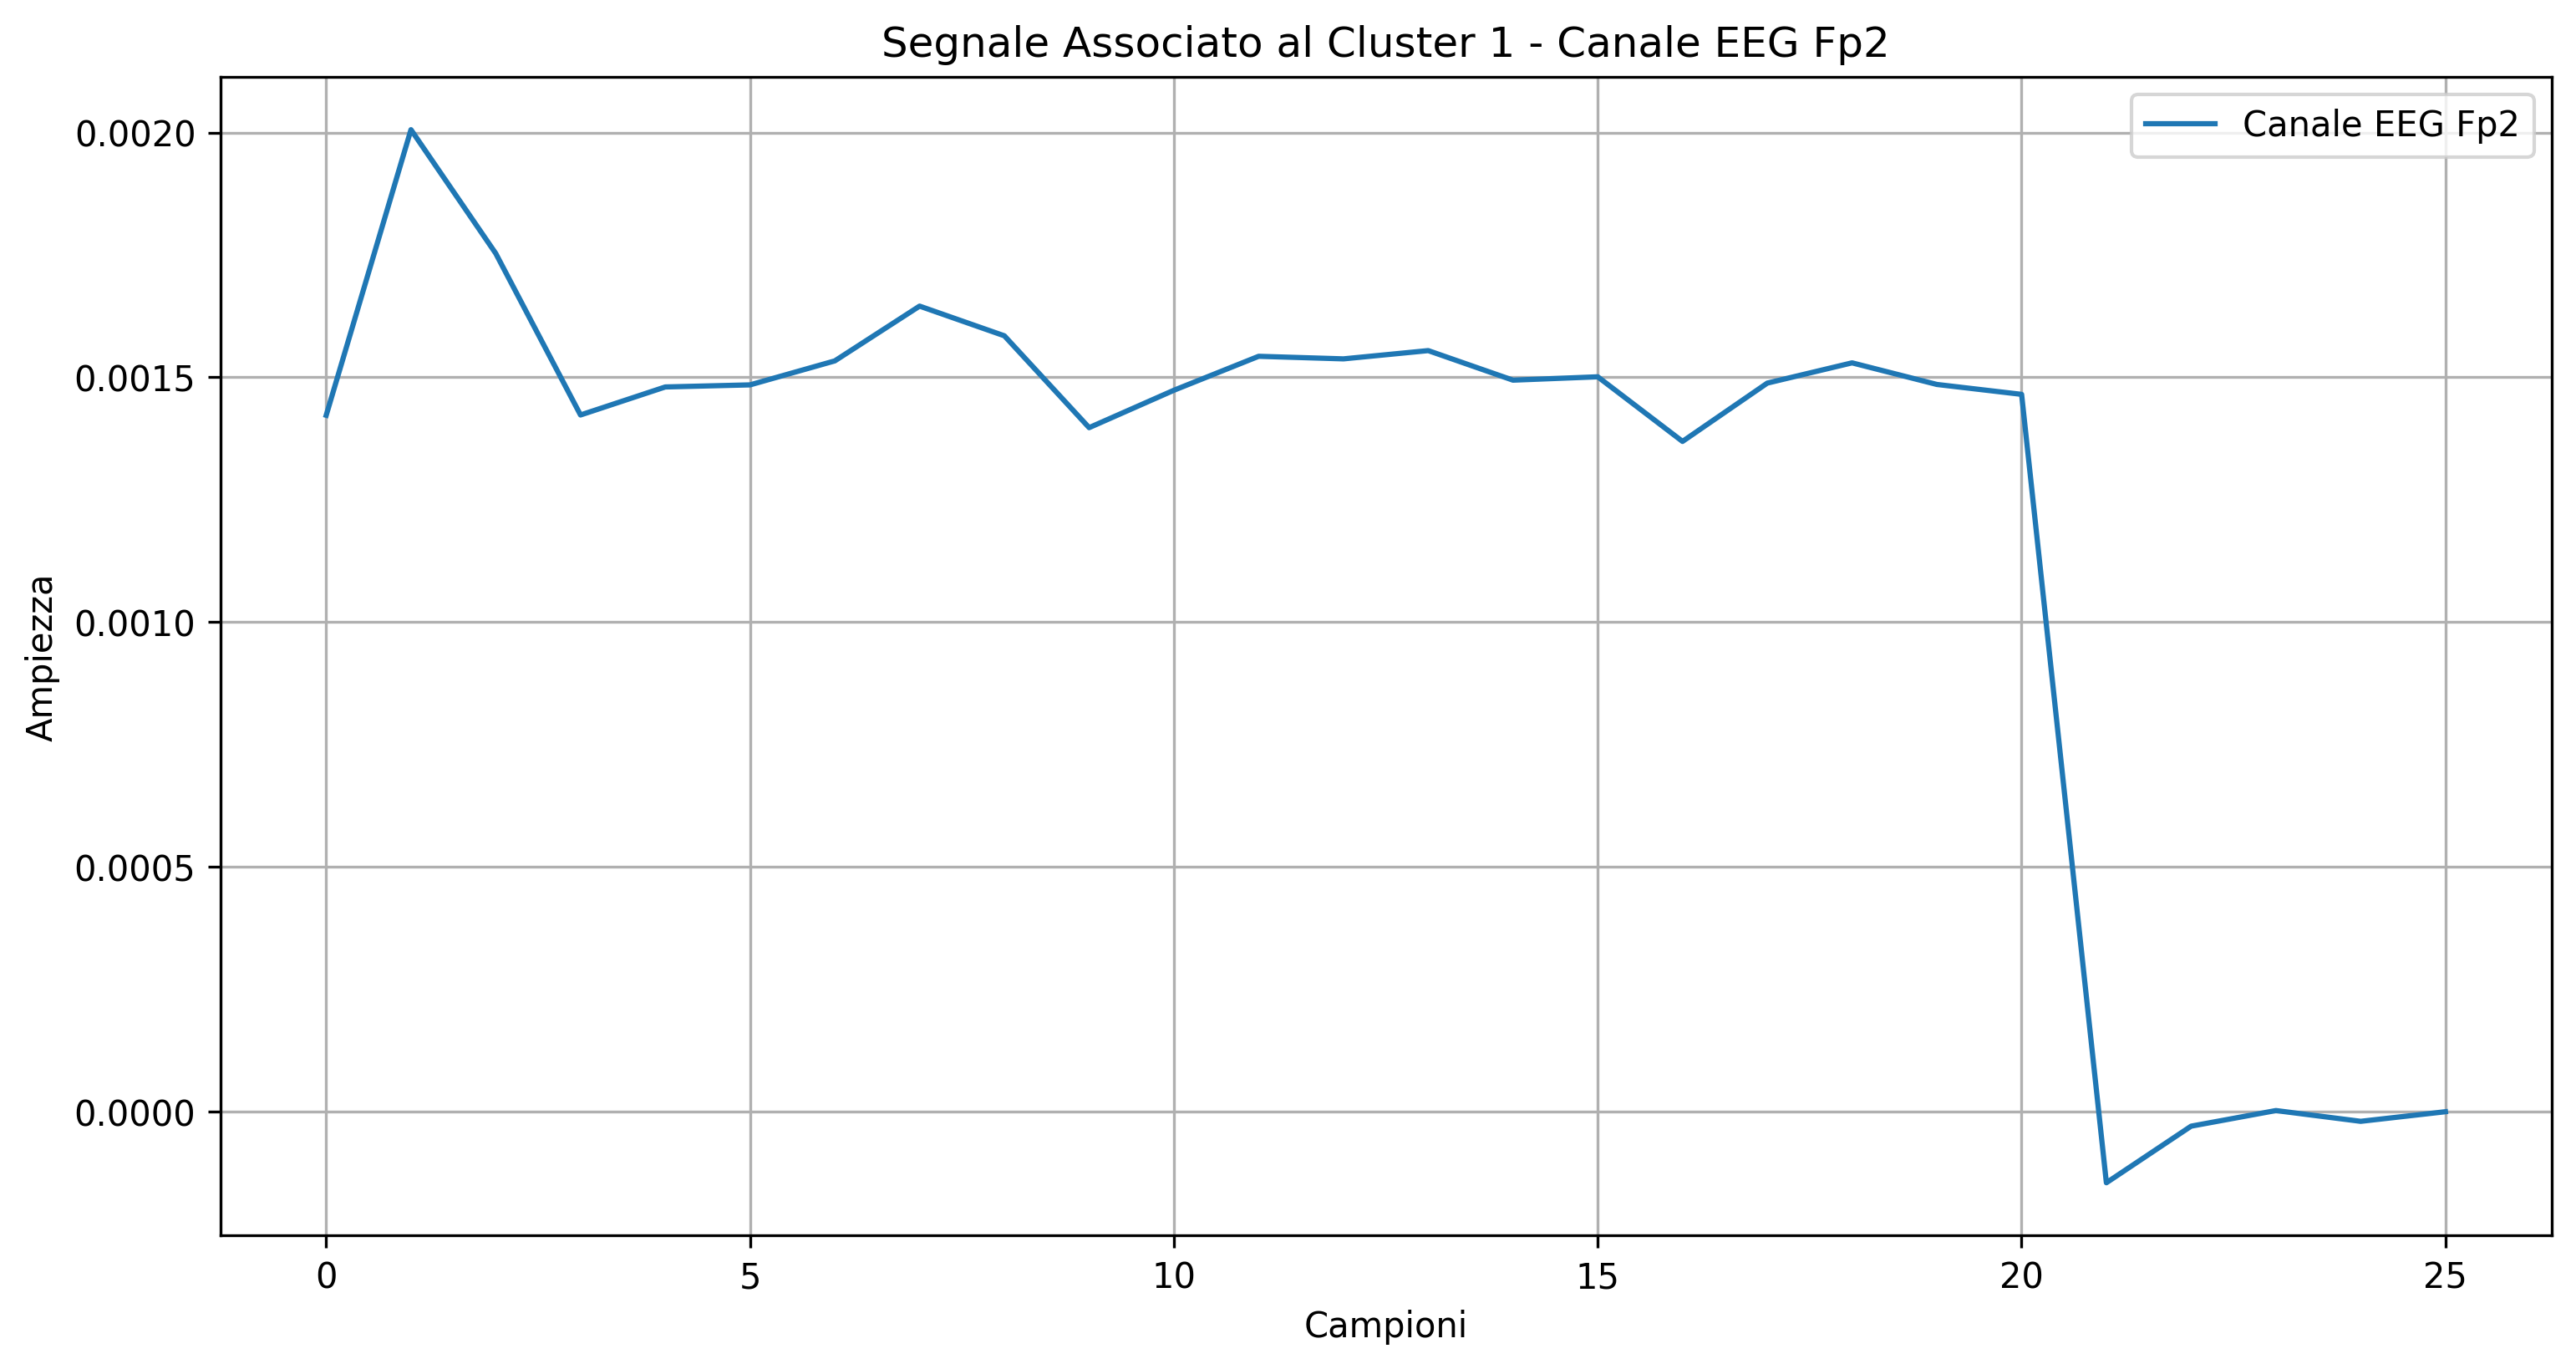 Segnale Associato al Cluster 1 - Canale EEG Fp2
Canale EEG Fp2
0.0020
0.0015
0.0010
0.0005
0.0000
Ampiezza
0 5 10 15 20 25
Campioni